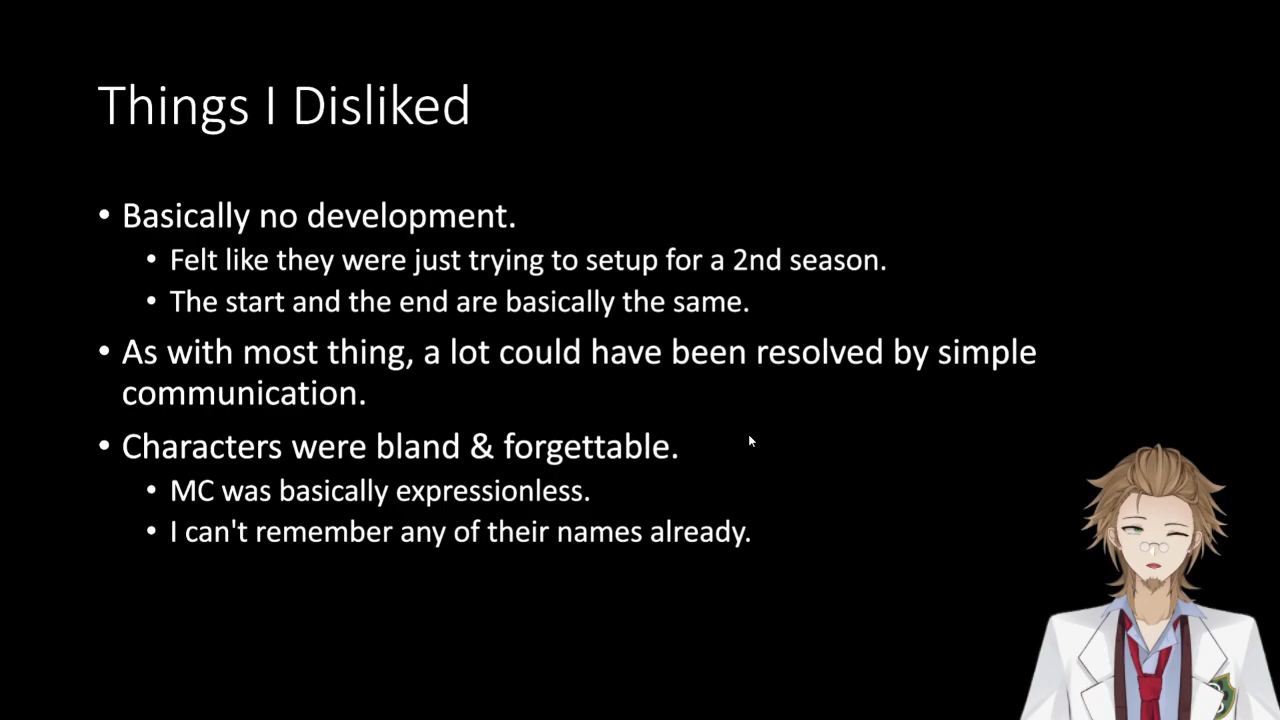 Things I Disliked
• Basically no development.
• Felt like they were just trying to setup for a 2nd season.
• The start and the end are basically the same.
• As with most thing, a lot could have been resolved by simple
communication.
• Characters were bland & forgettable.
• MC was basically expressionless.
• I can't remember any of their names already.